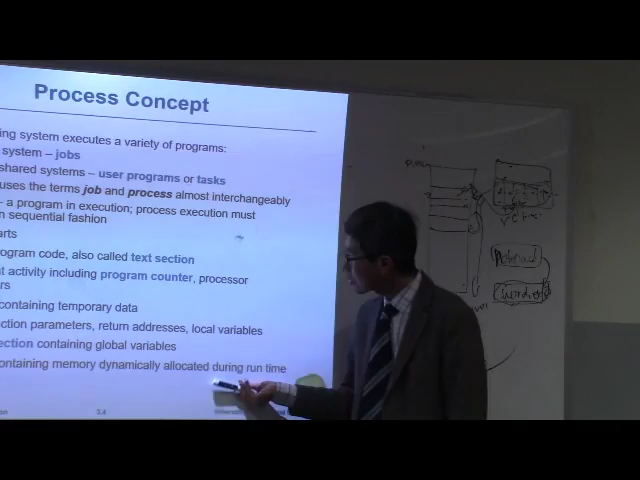 Process Concept
ing system executes a variety of programs:
system – jobs
shared systems – user programs or tasks
uses the terms job and process almost interchangeably
– a program in execution; process execution must
n sequential fashion
arts
rogram code, also called text section
t activity including program counter, processor
ers
containing temporary data
ction parameters, return addresses, local variables
ection containing global variables
containing memory dynamically allocated during run time
3.4